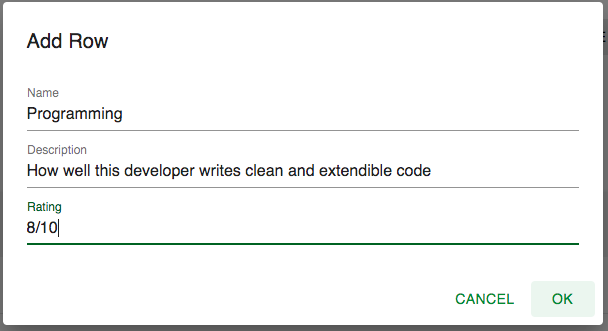 Add Row
Name
Programming
Description
How well this developer writes clean and extendible code
Rating
8/10
CANCEL OK